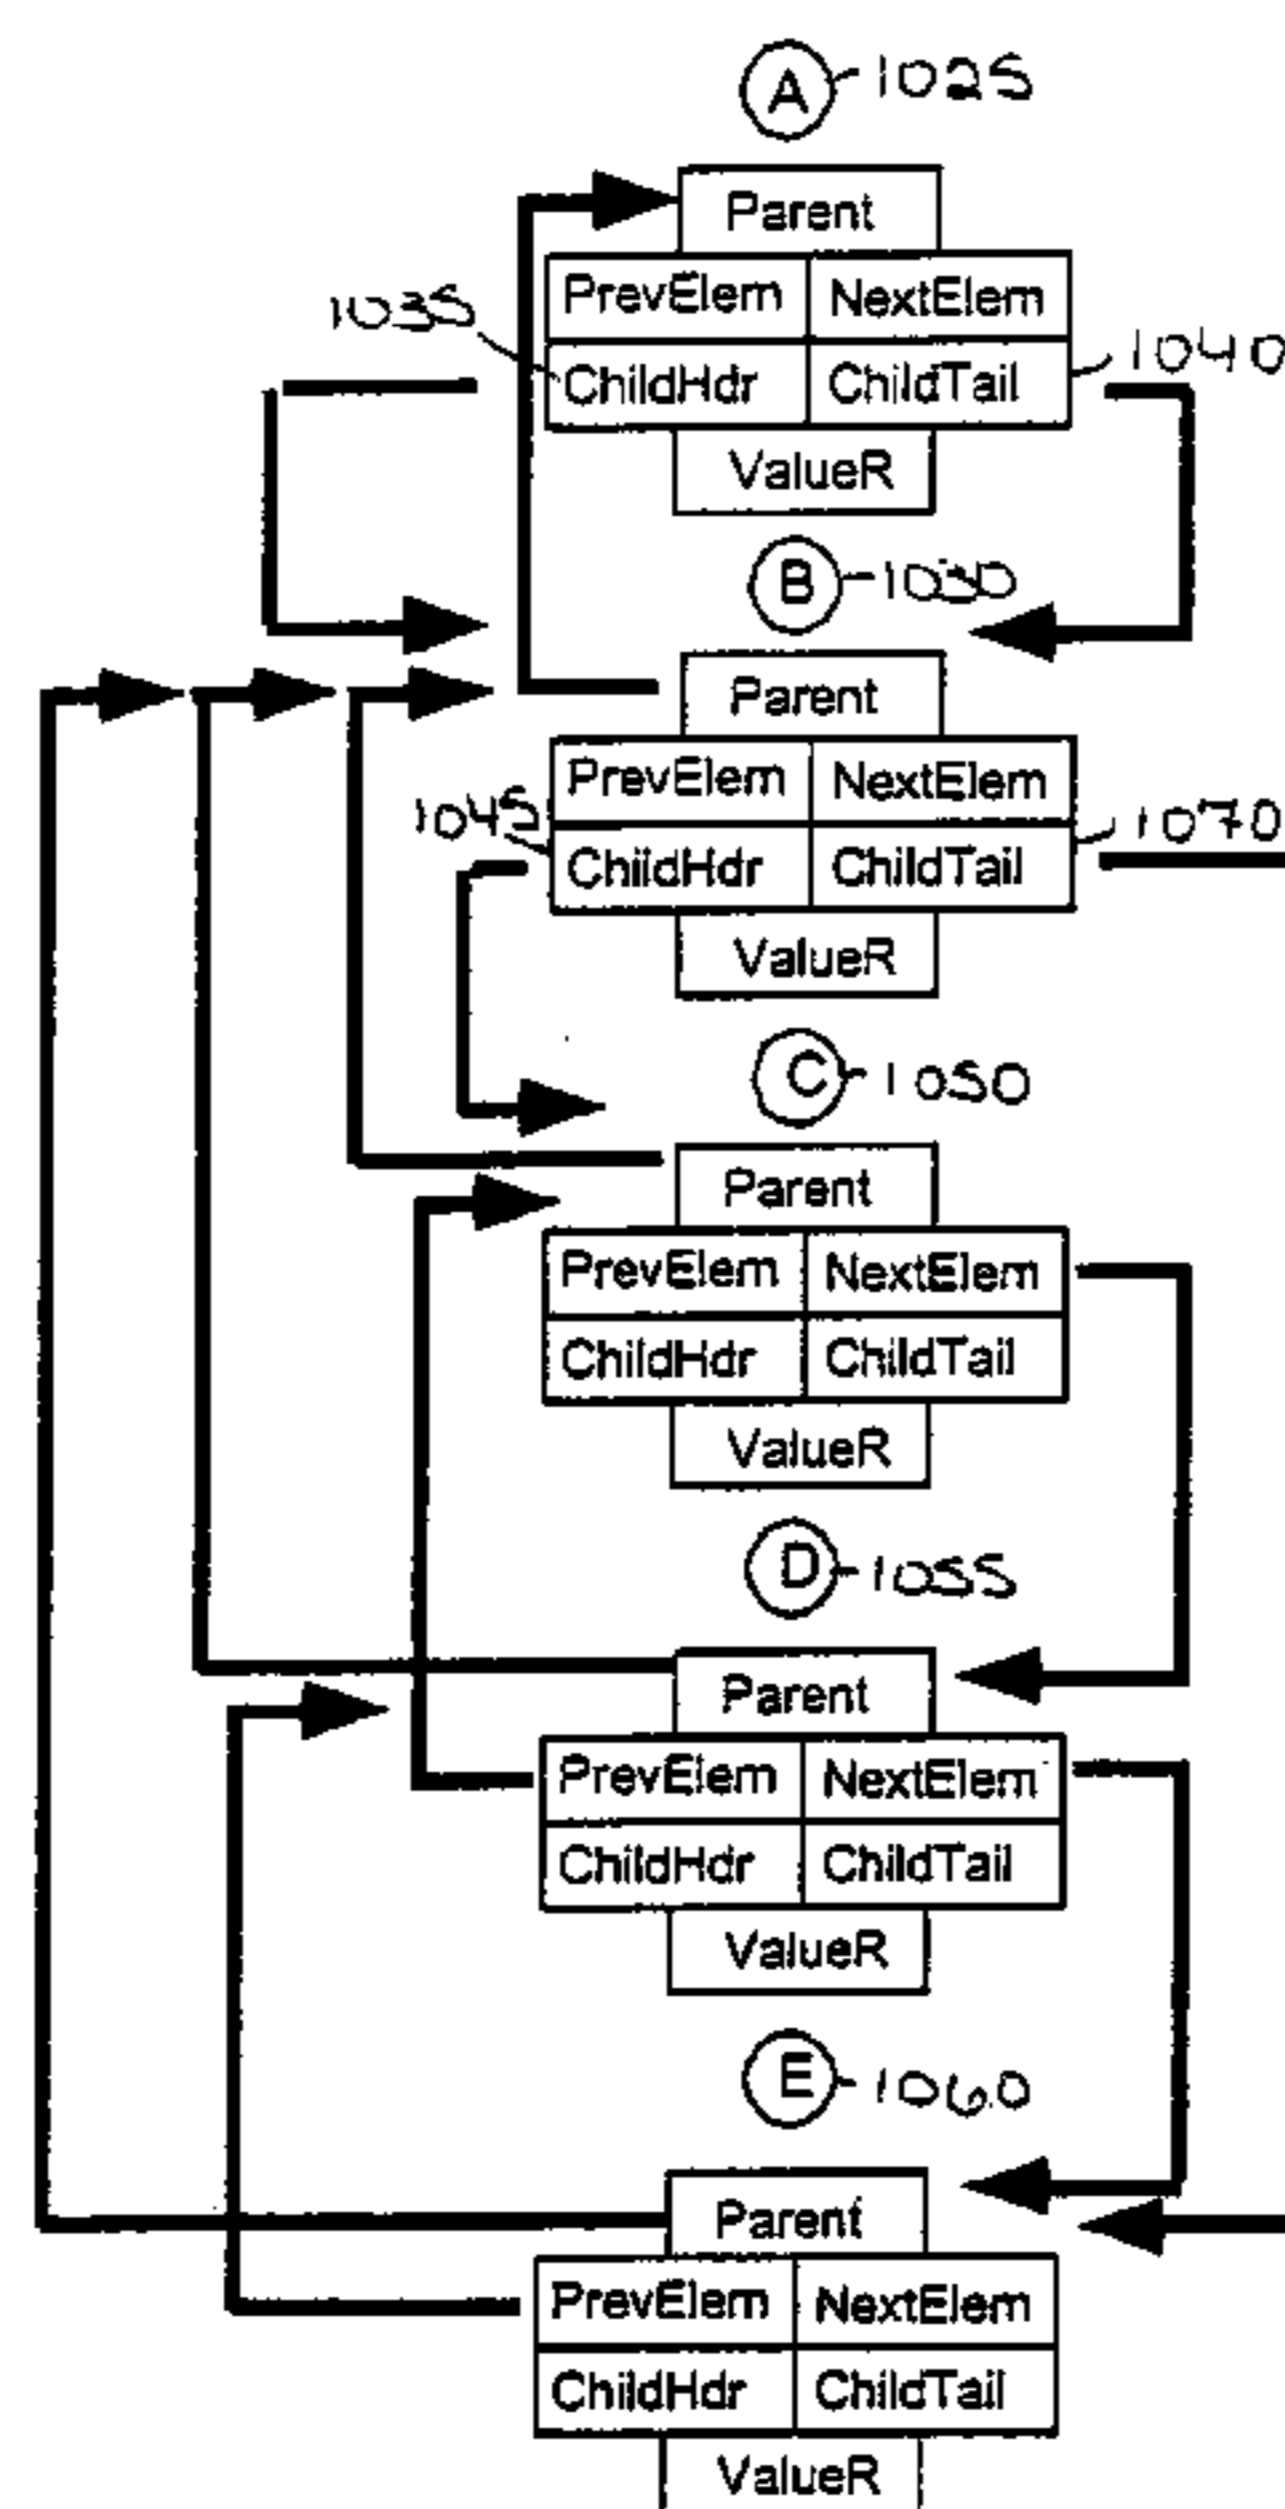 A 1025
Parent
PrevElem NextElem
1035 ChildHdr ChildTail 1040
ValueR
B 1030
Parent
PrevElem NextElem
1045 ChildHdr ChildTail 1070
ValueR
C 1050
Parent
PrevElem NextElem
ChildHdr ChildTail
ValueR
D 1055
Parent
PrevElem NextElem
ChildHdr ChildTail
ValueR
E 1060
Parent
PrevElem NextElem
ChildHdr ChildTail
ValueR